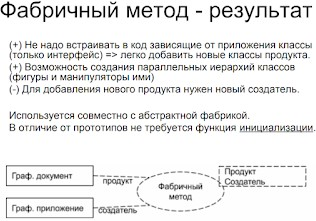 Фабричный метод - результат
(+) Не надо встраивать в код зависящие от приложения классы
(только интерфейс) => легко добавить новые классы продукта.
(+) Возможность создания параллельных иерархий классов
(фигуры и манипуляторы ими)
(-) Для добавления нового продукта нужен новый создатель.
Используется совместно с абстрактной фабрикой.
В отличие от прототипов не требуется функция инициализации.
Граф. документ
продукт
Фабричный
метод
Продукт
Создатель
Граф. приложение
создатель